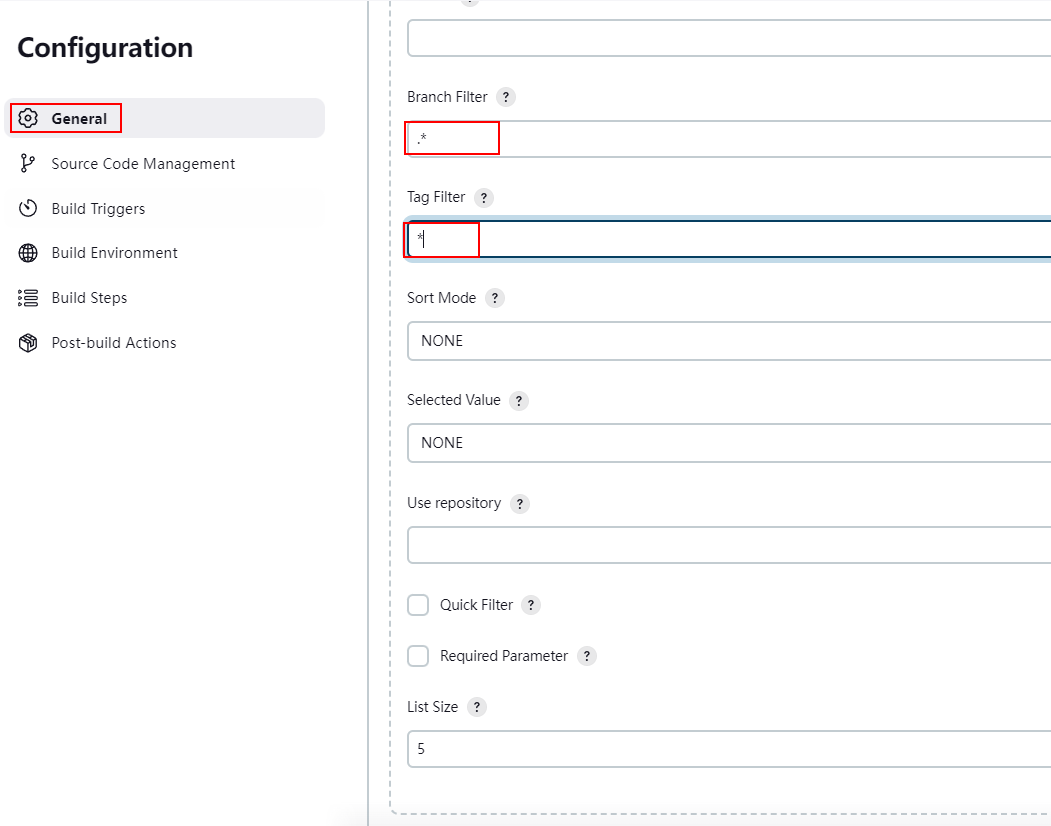 Configuration
General
Source Code Management
Build Triggers
Build Environment
Build Steps
Post-build Actions
?
Branch Filter ?
.*
Tag Filter ?
*
Sort Mode ?
NONE
Selected Value ?
NONE
Use repository ?
Quick Filter ?
Required Parameter ?
List Size ?
5